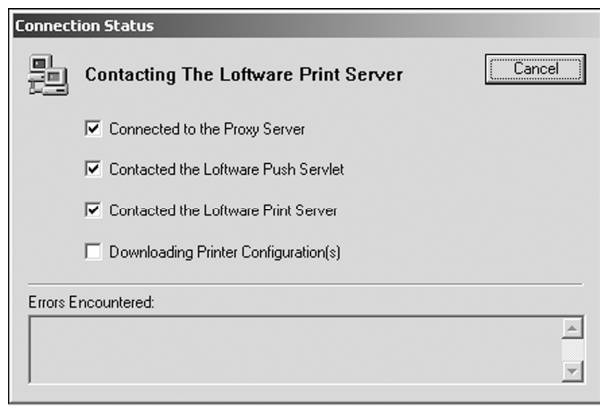 Connection Status
Contacting The Loftware Print Server
Cancel
Connected to the Proxy Server
Contacted the Loftware Push Servlet
Contacted the Loftware Print Server
Downloading Printer Configuration(s)
Errors Encountered: